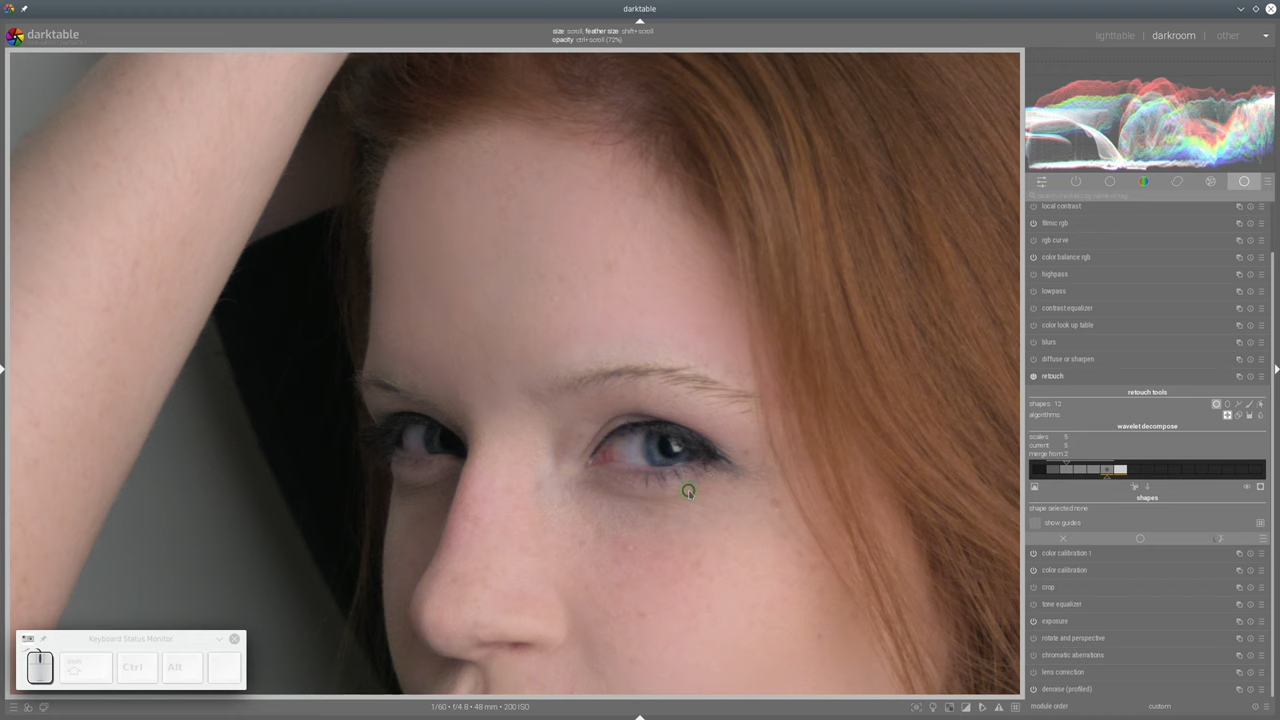 darktable
darktable
size scroll, feather size shift+scroll
opacity ctrl+scroll (72%)
lighttable | darkroom | other
local contrast
filmic rgb
rgb curve
color balance rgb
highpass
lowpass
contrast equalizer
color look up table
blurs
diffuse or sharpen
retouch
retouch tools
shapes: 12
algorithms:
wavelet decompose
scales: 5
current: 5
merge from 2
shapes
shape selected none
show guides
color calibration 1
color calibration
crop
tone equalizer
exposure
rotate and perspective
chromatic aberrations
lens correction
denoise (profiled)
module order custom
Keyboard Status Monitor
Ctrl
Alt
1/60 • f/4.8 • 48 mm • 200 ISO